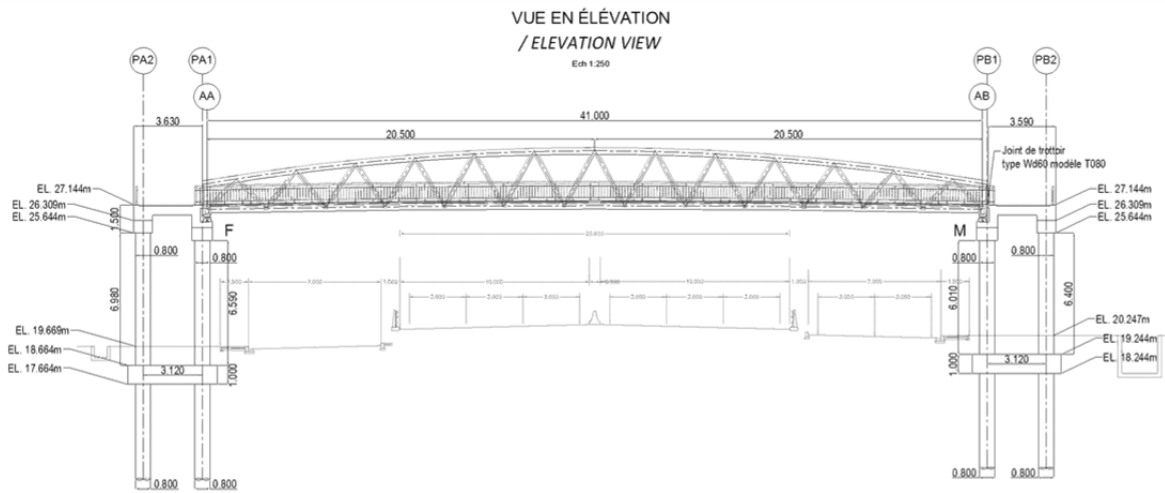 VUE EN ÉLÉVATION
/ ELEVATION VIEW
Ech 1:250
PA2
PA1
PB1
PB2
AA
AB
41.000
3.630
20.500
20.500
3.590
Joint de trottoir
type Wd60 modèle T080
EL. 27.144m
EL. 26.309m
EL. 25.644m
1.500
EL. 27.144m
EL. 26.309m
EL. 25.644m
F
M
0.800
0.800
0.800
0.800
6.980
6.590
6.010
6.400
EL. 19.669m
EL. 18.664m
EL. 17.664m
EL. 20.247m
EL. 19.244m
EL. 18.244m
3.120
1.000
1.000
3.120
0.800
0.800
0.800
0.800